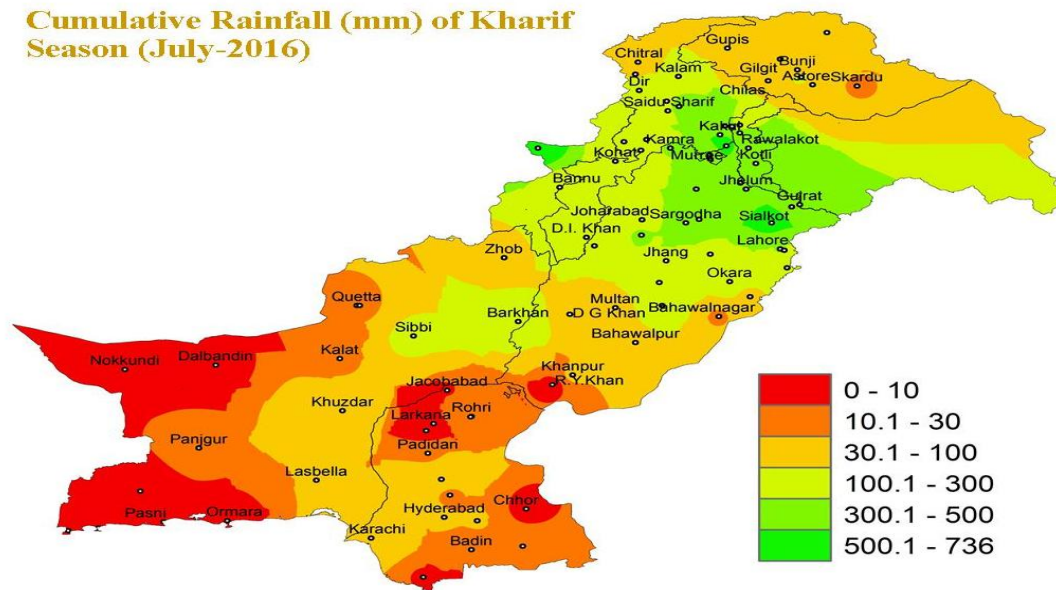 Cumulative Rainfall (mm) of Kharif
Season (July-2016)
Gupis
Chitral
Bunji
Kalam
Gilgit
Astore
Skardu
Dir
Chilas
Saidu Sharif
Kakul
Rawalakot
Kamra
Kohat
Murree
Kotli
Bannu
Jhelum
Gujrat
Joharabad
Sargodha
Sialkot
D.I. Khan
Lahore
Zhob
Jhang
Okara
Quetta
Multan
Bahawalnagar
Barkhan
D G Khan
Sibbi
Bahawalpur
Kalat
Dalbandin
Nokkundi
Khanpur
Jacobabad
R.Y.Khan
Khuzdar
Larkana
Rohri
Panjgur
Padidan
Lasbella
Chhor
Pasni
Ormara
Hyderabad
Karachi
Badin
0 - 10
10.1 - 30
30.1 - 100
100.1 - 300
300.1 - 500
500.1 - 736